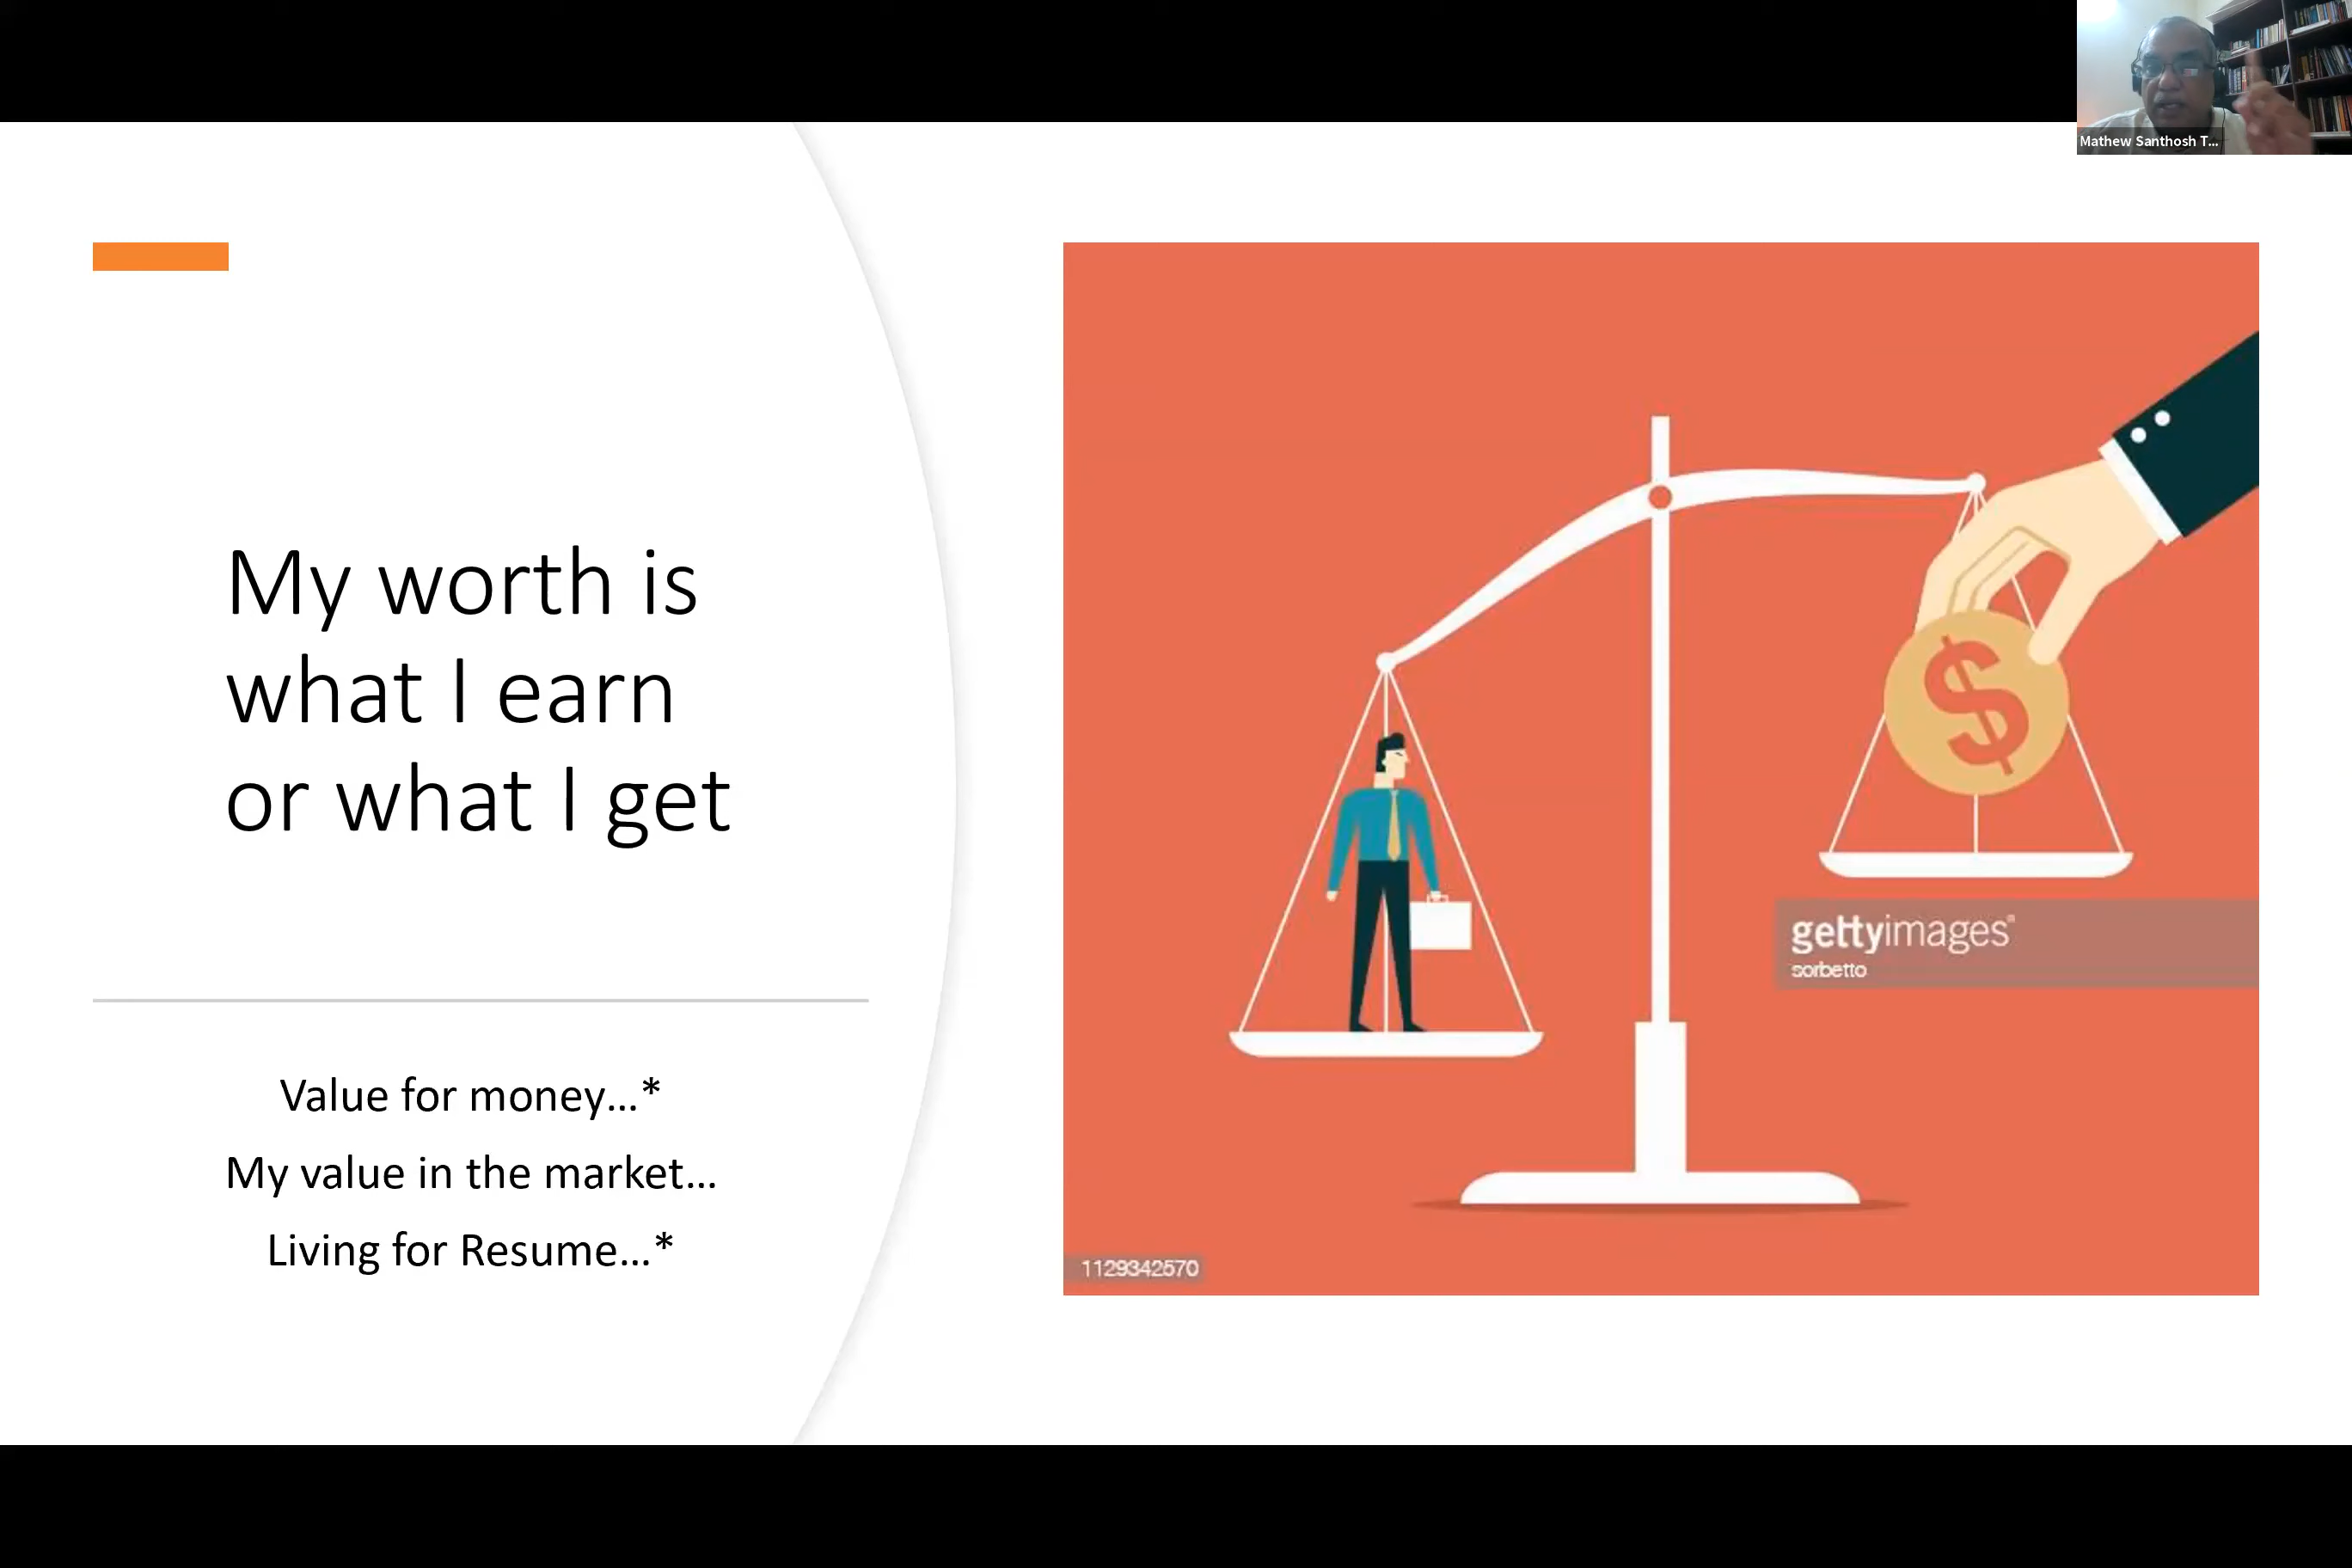 Mathew Santhosh T...
My worth is
what I earn
or what I get
Value for money...*
My value in the market...
Living for Resume...*
$
gettyimages®
sorbetto
1129342570